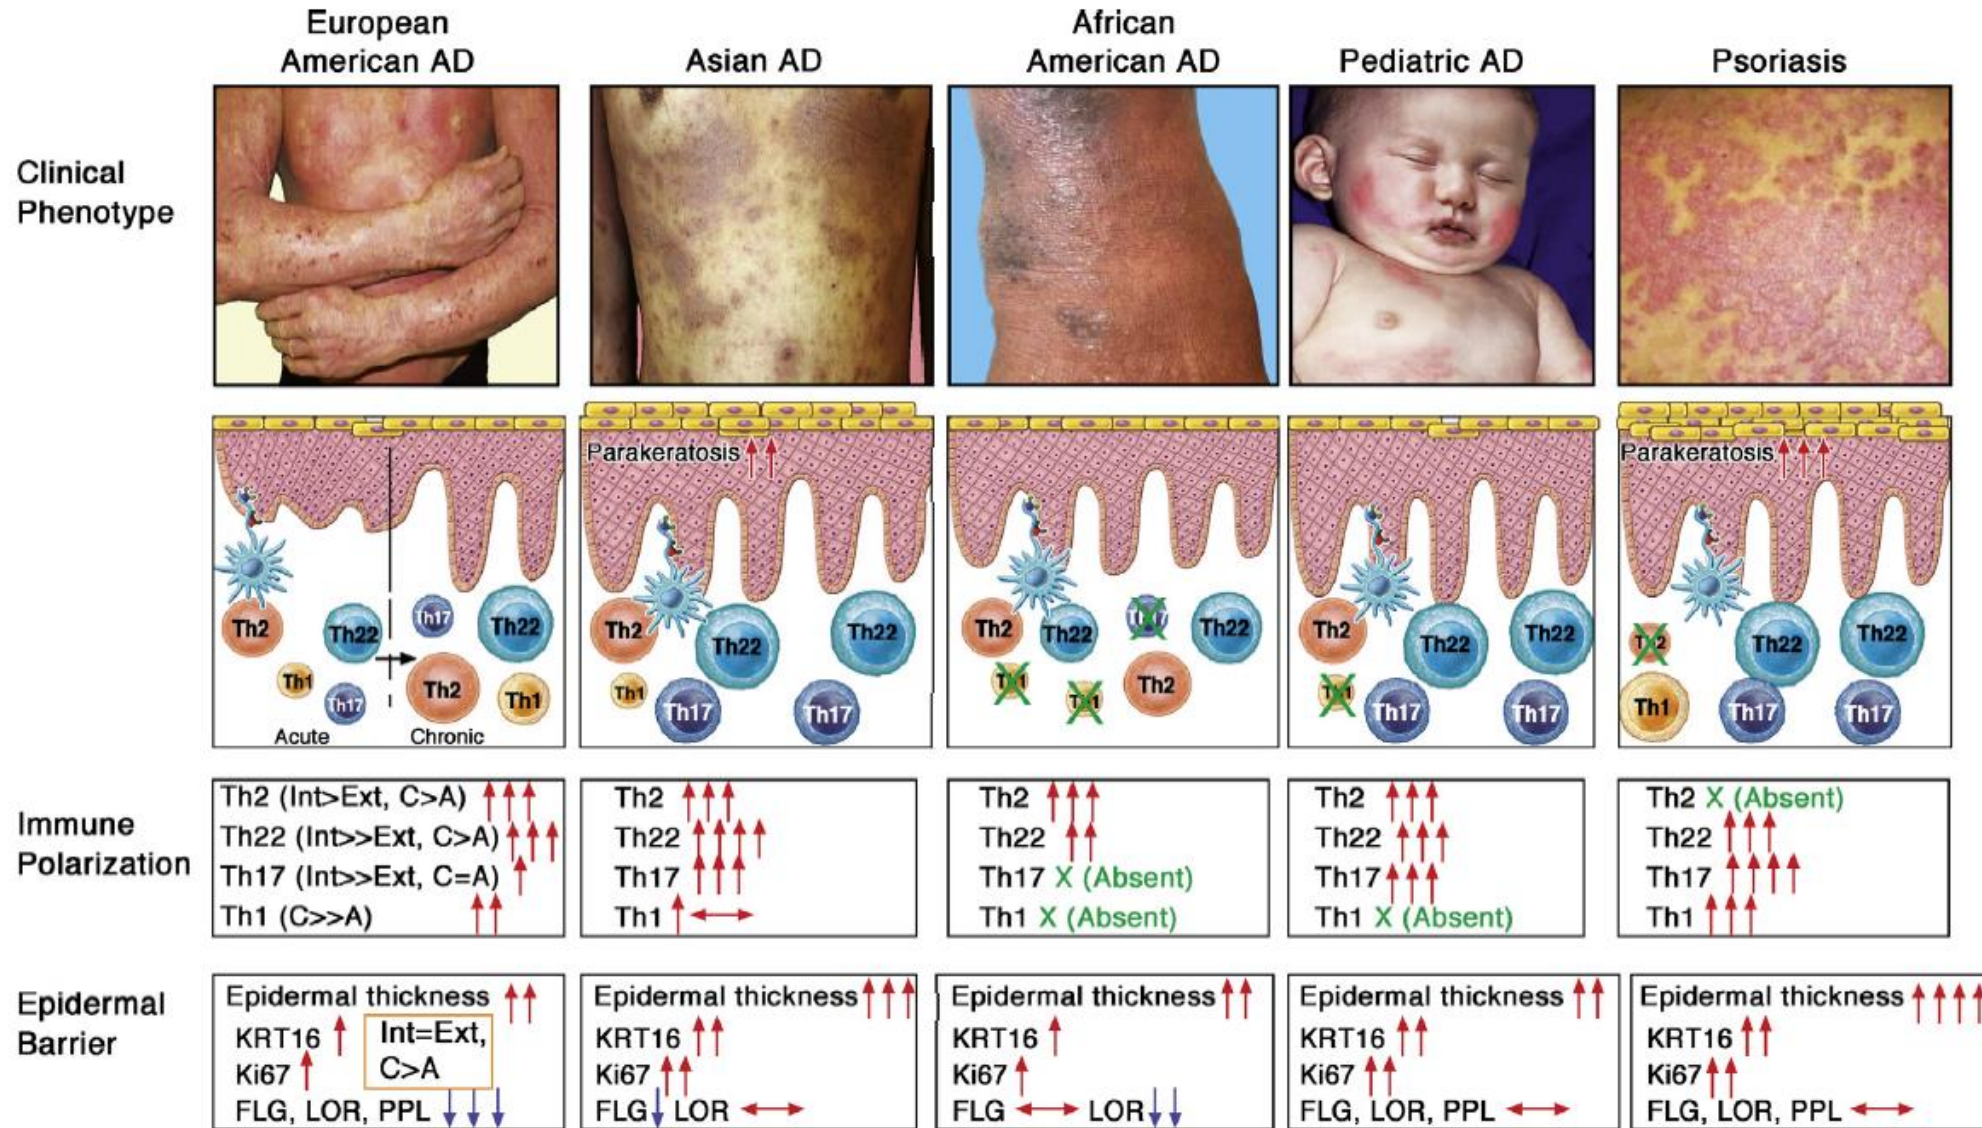 European
American AD
Asian AD
African
American AD
Pediatric AD
Psoriasis
Clinical
Phenotype
Parakeratosis
Parakeratosis
Th2
Th22
Th1
Th17
Acute
Th17
Th22
Th2
Th1
Chronic
Th2
Th22
Th22
Th1
Th17
Th17
Th2
Th22
Th17
Th22
Th1
Th1
Th2
Th2
Th22
Th22
Th1
Th17
Th17
Th2
Th22
Th22
Th1
Th17
Th17
Immune
Polarization
Th2 (Int>Ext, C>A) ↑↑↑
Th22 (Int>>Ext, C>A) ↑↑↑
Th17 (Int>>Ext, C=A) ↑
Th1 (C>>A) ↑↑
Th2 ↑↑↑
Th22 ↑↑↑↑
Th17 ↑↑↑
Th1 ↑ ↔
Th2 ↑↑↑
Th22 ↑↑
Th17 X (Absent)
Th1 X (Absent)
Th2 ↑↑↑
Th22 ↑↑↑
Th17 ↑↑↑
Th1 X (Absent)
Th2 X (Absent)
Th22 ↑↑↑
Th17 ↑↑↑↑
Th1 ↑↑↑
Epidermal
Barrier
Epidermal thickness ↑↑
KRT16 ↑
Ki67 ↑
Int=Ext,
C>A
FLG, LOR, PPL ↓↓↓
Epidermal thickness ↑↑↑
KRT16 ↑↑
Ki67 ↑↑
FLG ↓ LOR ↔
Epidermal thickness ↑↑
KRT16 ↑
Ki67 ↑
FLG ↔ LOR ↓↓
Epidermal thickness ↑↑
KRT16 ↑↑
Ki67 ↑↑
FLG, LOR, PPL ↔
Epidermal thickness ↑↑↑↑
KRT16 ↑↑
Ki67 ↑↑
FLG, LOR, PPL ↔